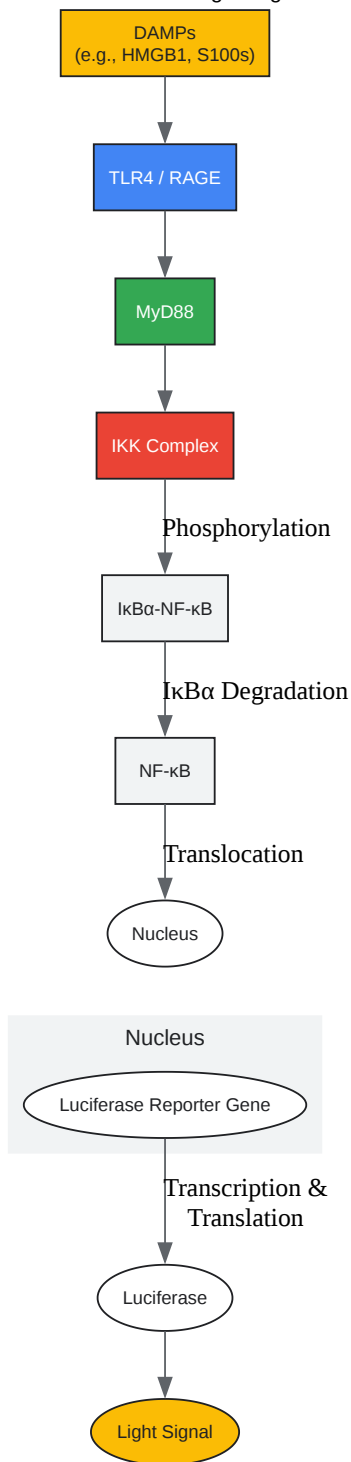 DAMPs
(e.g., HMGB1, S100s)
TLR4 / RAGE
MyD88
IKK Complex
Phosphorylation
IκBα-NF-κB
IκBα Degradation
NF-κB
Translocation
Nucleus
Nucleus
Luciferase Reporter Gene
Transcription &
Translation
Luciferase
Light Signal